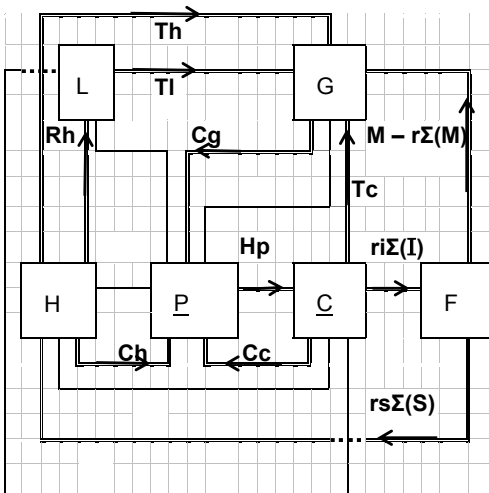 Th
L
Tl
G
Rh
Cg
M – rΣ(M)
Tc
Hp
riΣ(I)
H
P
C
F
Ch
Cc
rsΣ(S)